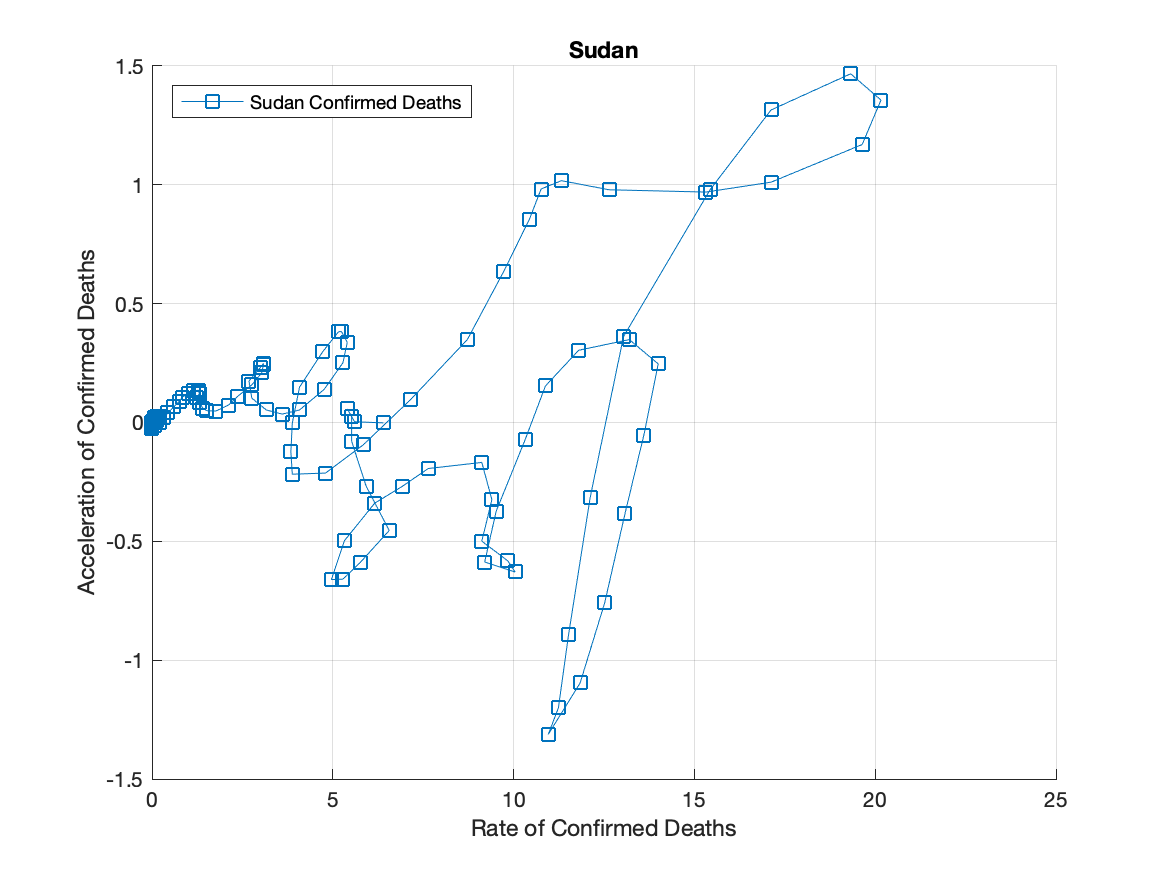 Sudan
Sudan Confirmed Deaths
1.5
1
0.5
0
-0.5
-1
-1.5
Acceleration of Confirmed Deaths
0 5 10 15 20 25
Rate of Confirmed Deaths